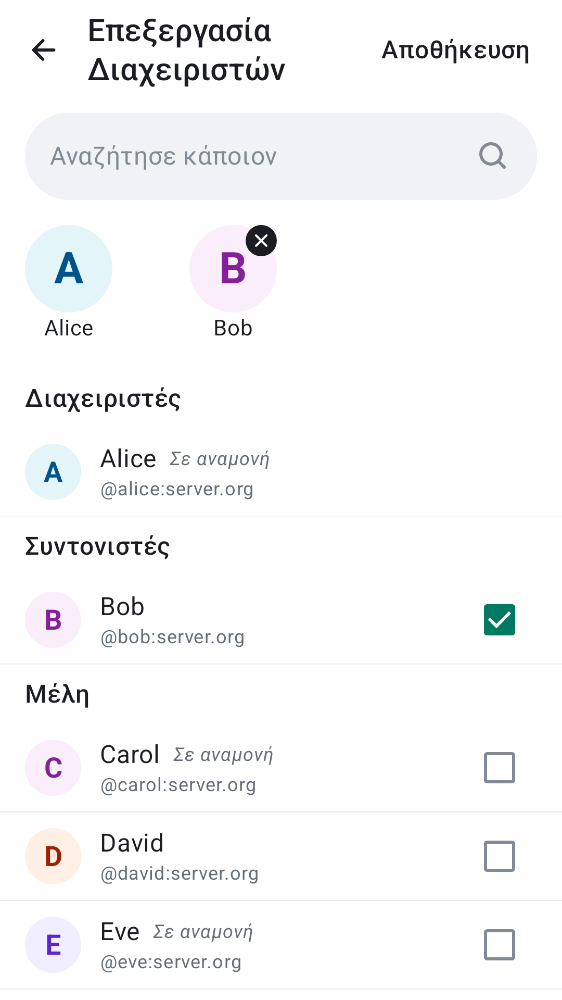 Επεξεργασία
Διαχειριστών
Αποθήκευση
Αναζήτησε κάποιον
A
B
Alice
Bob
Διαχειριστές
A
Alice Σε αναμονή
@alice:server.org
Συντονιστές
B
Bob
@bob:server.org
Μέλη
C
Carol Σε αναμονή
@carol:server.org
D
David
@david:server.org
E
Eve Σε αναμονή
@eve:server.org